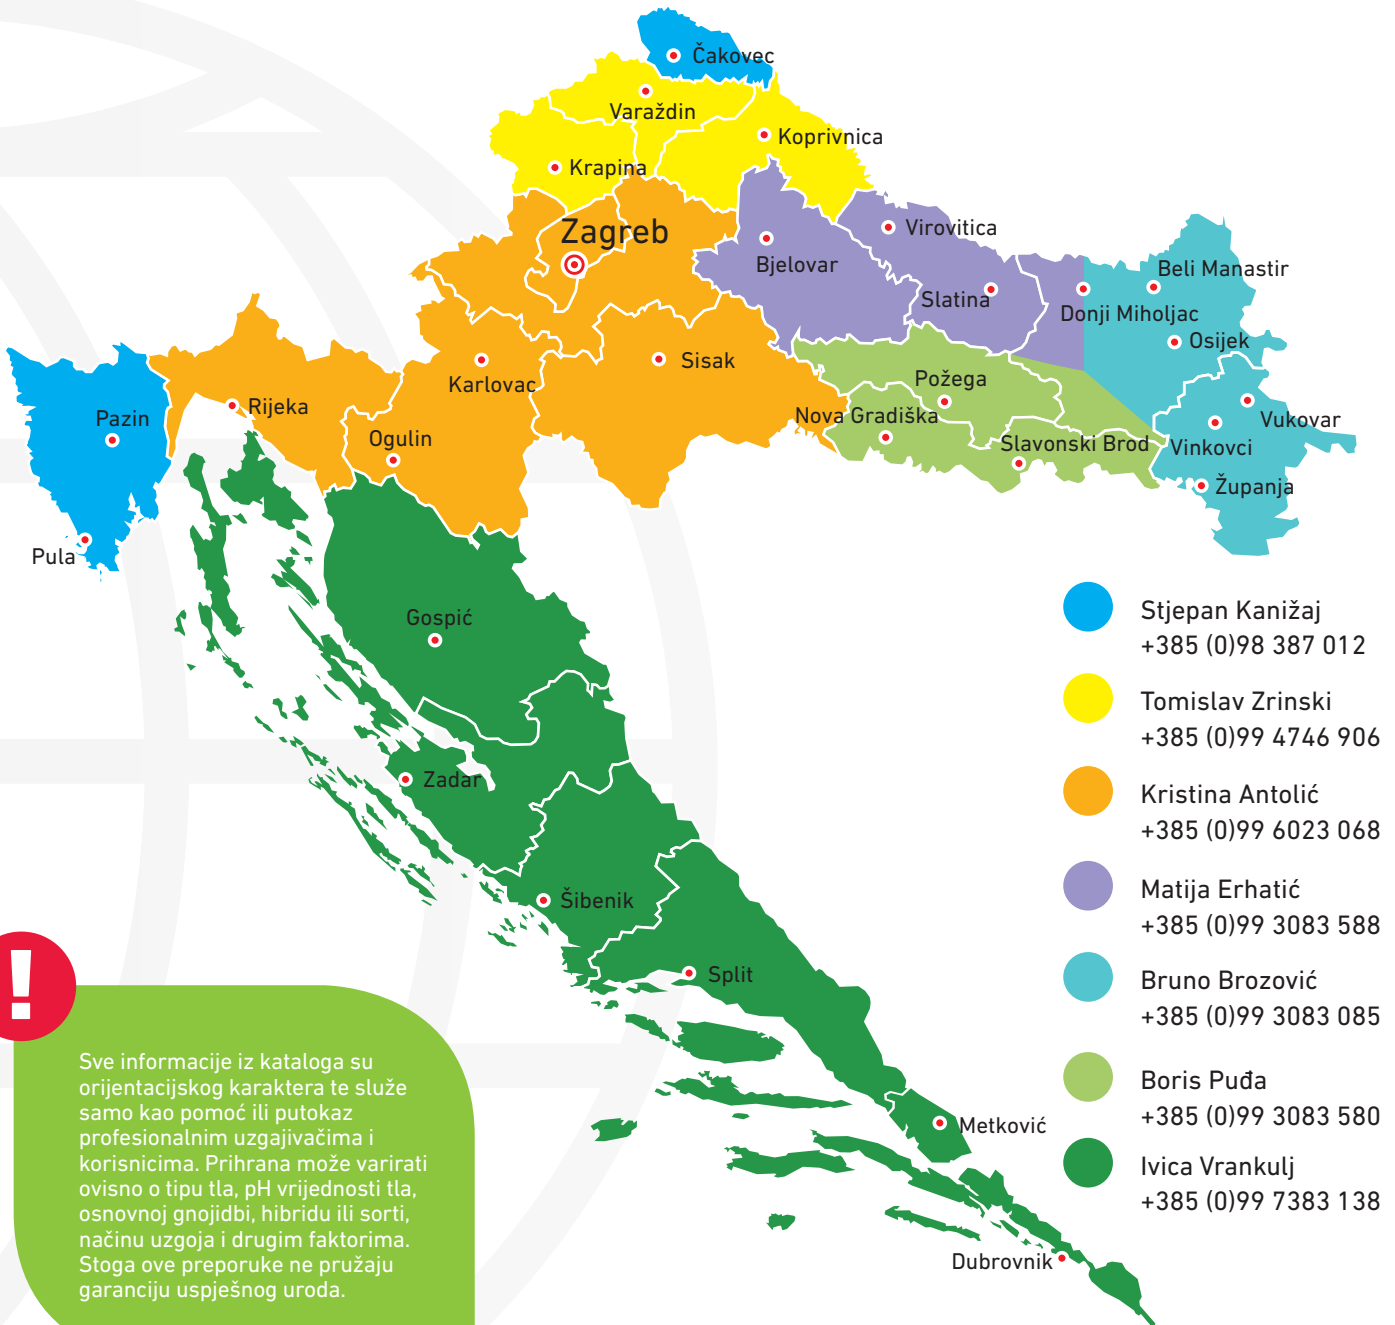 Čakovec
Varaždin
Koprivnica
Krapina
Zagreb
Virovitica
Bjelovar
Beli Manastir
Slatina
Donji Miholjac
Osijek
Sisak
Karlovac
Požega
Pazin
Rijeka
Nova Gradiška
Vukovar
Ogulin
Slavonski Brod
Vinkovci
Županja
Pula
Gospić
Zadar
Šibenik
Split
Metković
Dubrovnik
Stjepan Kanižaj
+385 (0)98 387 012
Tomislav Zrinski
+385 (0)99 4746 906
Kristina Antolić
+385 (0)99 6023 068
Matija Erhatić
+385 (0)99 3083 588
Bruno Brozović
+385 (0)99 3083 085
Boris Puđa
+385 (0)99 3083 580
Ivica Vrankulj
+385 (0)99 7383 138
!
Sve informacije iz kataloga su
orijentacijskog karaktera te služe
samo kao pomoć ili putokaz
profesionalnim uzgajivačima i
korisnicima. Prihrana može varirati
ovisno o tipu tla, pH vrijednosti tla,
osnovnoj gnojidbi, hibridu ili sorti,
načinu uzgoja i drugim faktorima.
Stoga ove preporuke ne pružaju
garanciju uspješnog uroda.